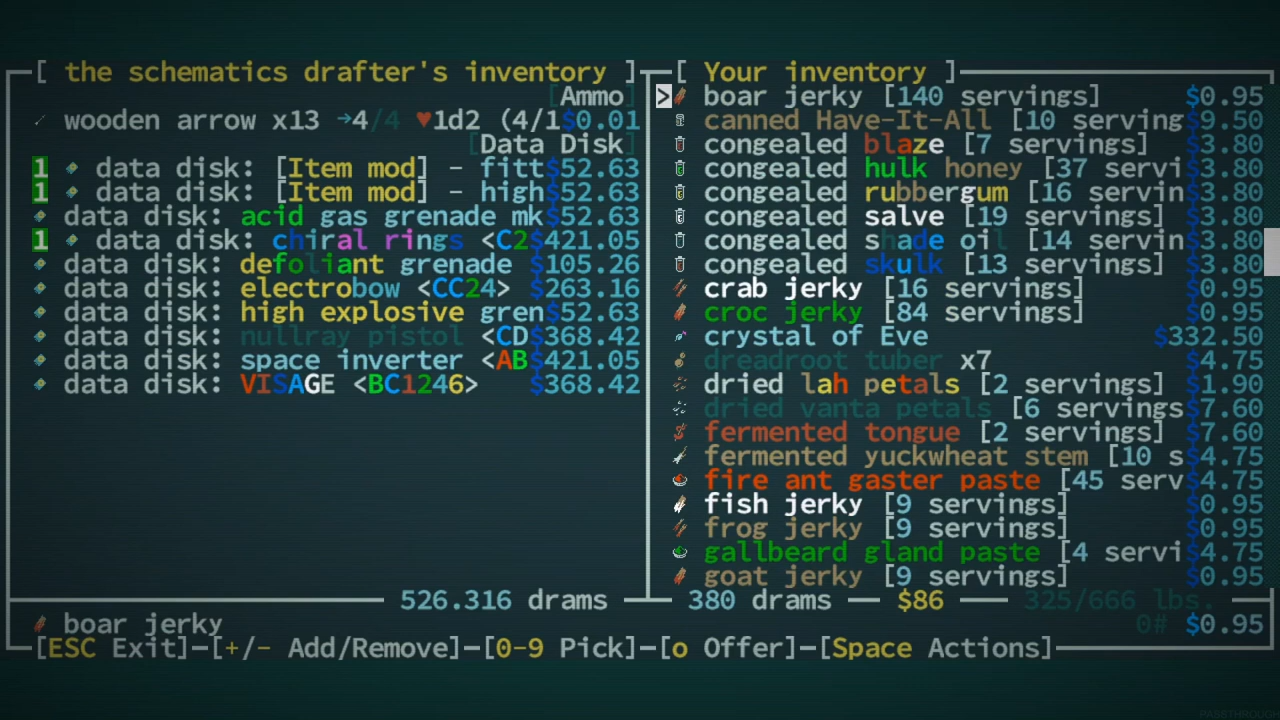 [ the schematics drafter's inventory ]
[Ammo]
wooden arrow x13 →4/4 ♥1d2 (4/1$0.01
[Data Disk]
1 data disk: [Item mod] - fitt$52.63
1 data disk: [Item mod] - high$52.63
data disk: acid gas grenade mk$52.63
1 data disk: chiral rings <C2$421.05
data disk: defoliant grenade $105.26
data disk: electrobow <CC24> $263.16
data disk: high explosive gren$368.42
data disk: nullray pistol <CD$368.42
data disk: space inverter <AB$421.05
data disk: VISAGE <BC1246> $368.42
526.316 drams
[ Your inventory ]
> boar jerky [140 servings] $0.95
canned Have-It-All [10 serving$9.50
congealed blaze [7 servings] $3.80
congealed hulk honey [37 servi$3.80
congealed rubbergum [16 servin$3.80
congealed salve [19 servings] $3.80
congealed shade oil [14 servin$3.80
congealed skulk [13 servings] $3.80
crab jerky [16 servings] $0.95
croc jerky [84 servings] $0.95
crystal of Eve $332.50
dreadroot tuber x7 $4.75
dried lah petals [2 servings] $1.90
dried vanta petals [6 servings$7.60
fermented tongue [2 servings] $7.60
fermented yuckwheat stem [10 s$4.75
fire ant gaster paste [45 serv$4.75
fish jerky [9 servings] $0.95
frog jerky [9 servings] $0.95
gallbeard gland paste [4 servi$4.75
goat jerky [9 servings] $0.95
380 drams $86 325/666 lbs.
boar jerky 0# $0.95
[ESC Exit]-[+/- Add/Remove]-[0-9 Pick]-[o Offer]-[Space Actions]